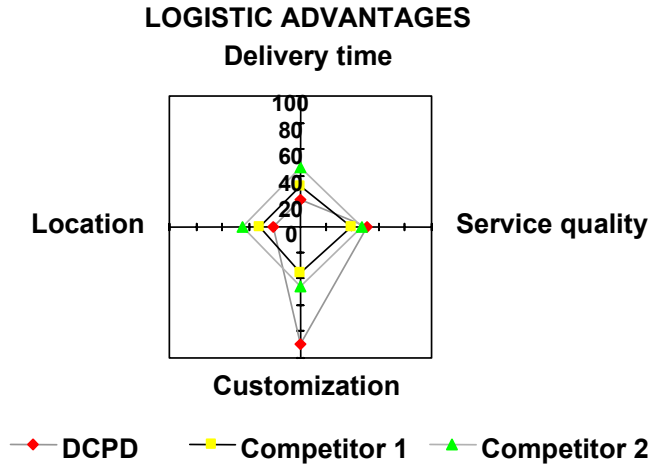 LOGISTIC ADVANTAGES
Delivery time
100
80
60
40
20
0
Location
Service quality
Customization
DCPD Competitor 1 Competitor 2